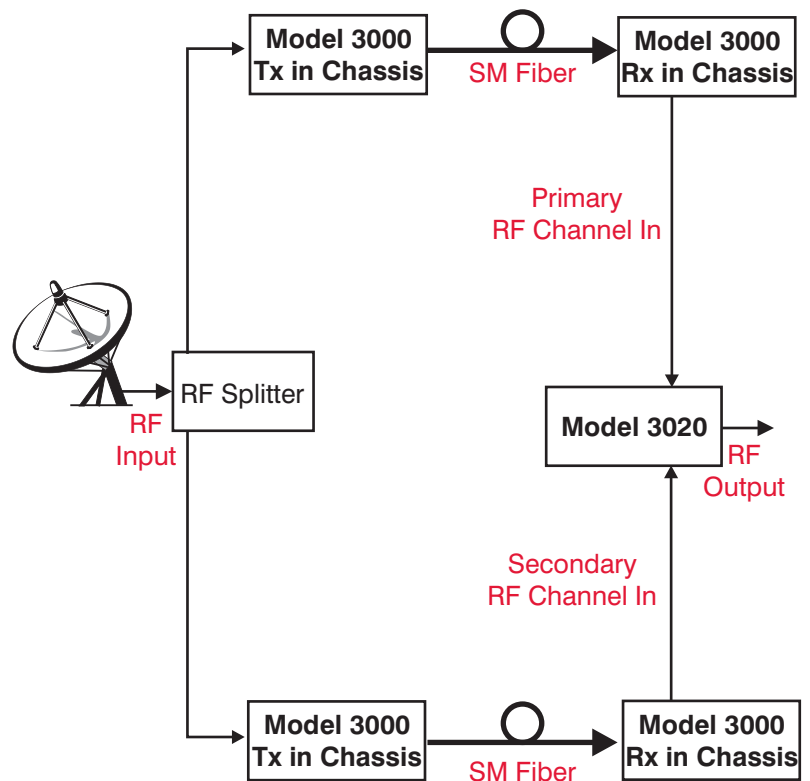 Model 3000
Tx in Chassis
SM Fiber
Model 3000
Rx in Chassis
Primary
RF Channel In
RF Splitter
RF
Input
Model 3020
RF
Output
Secondary
RF Channel In
Model 3000
Tx in Chassis
SM Fiber
Model 3000
Rx in Chassis